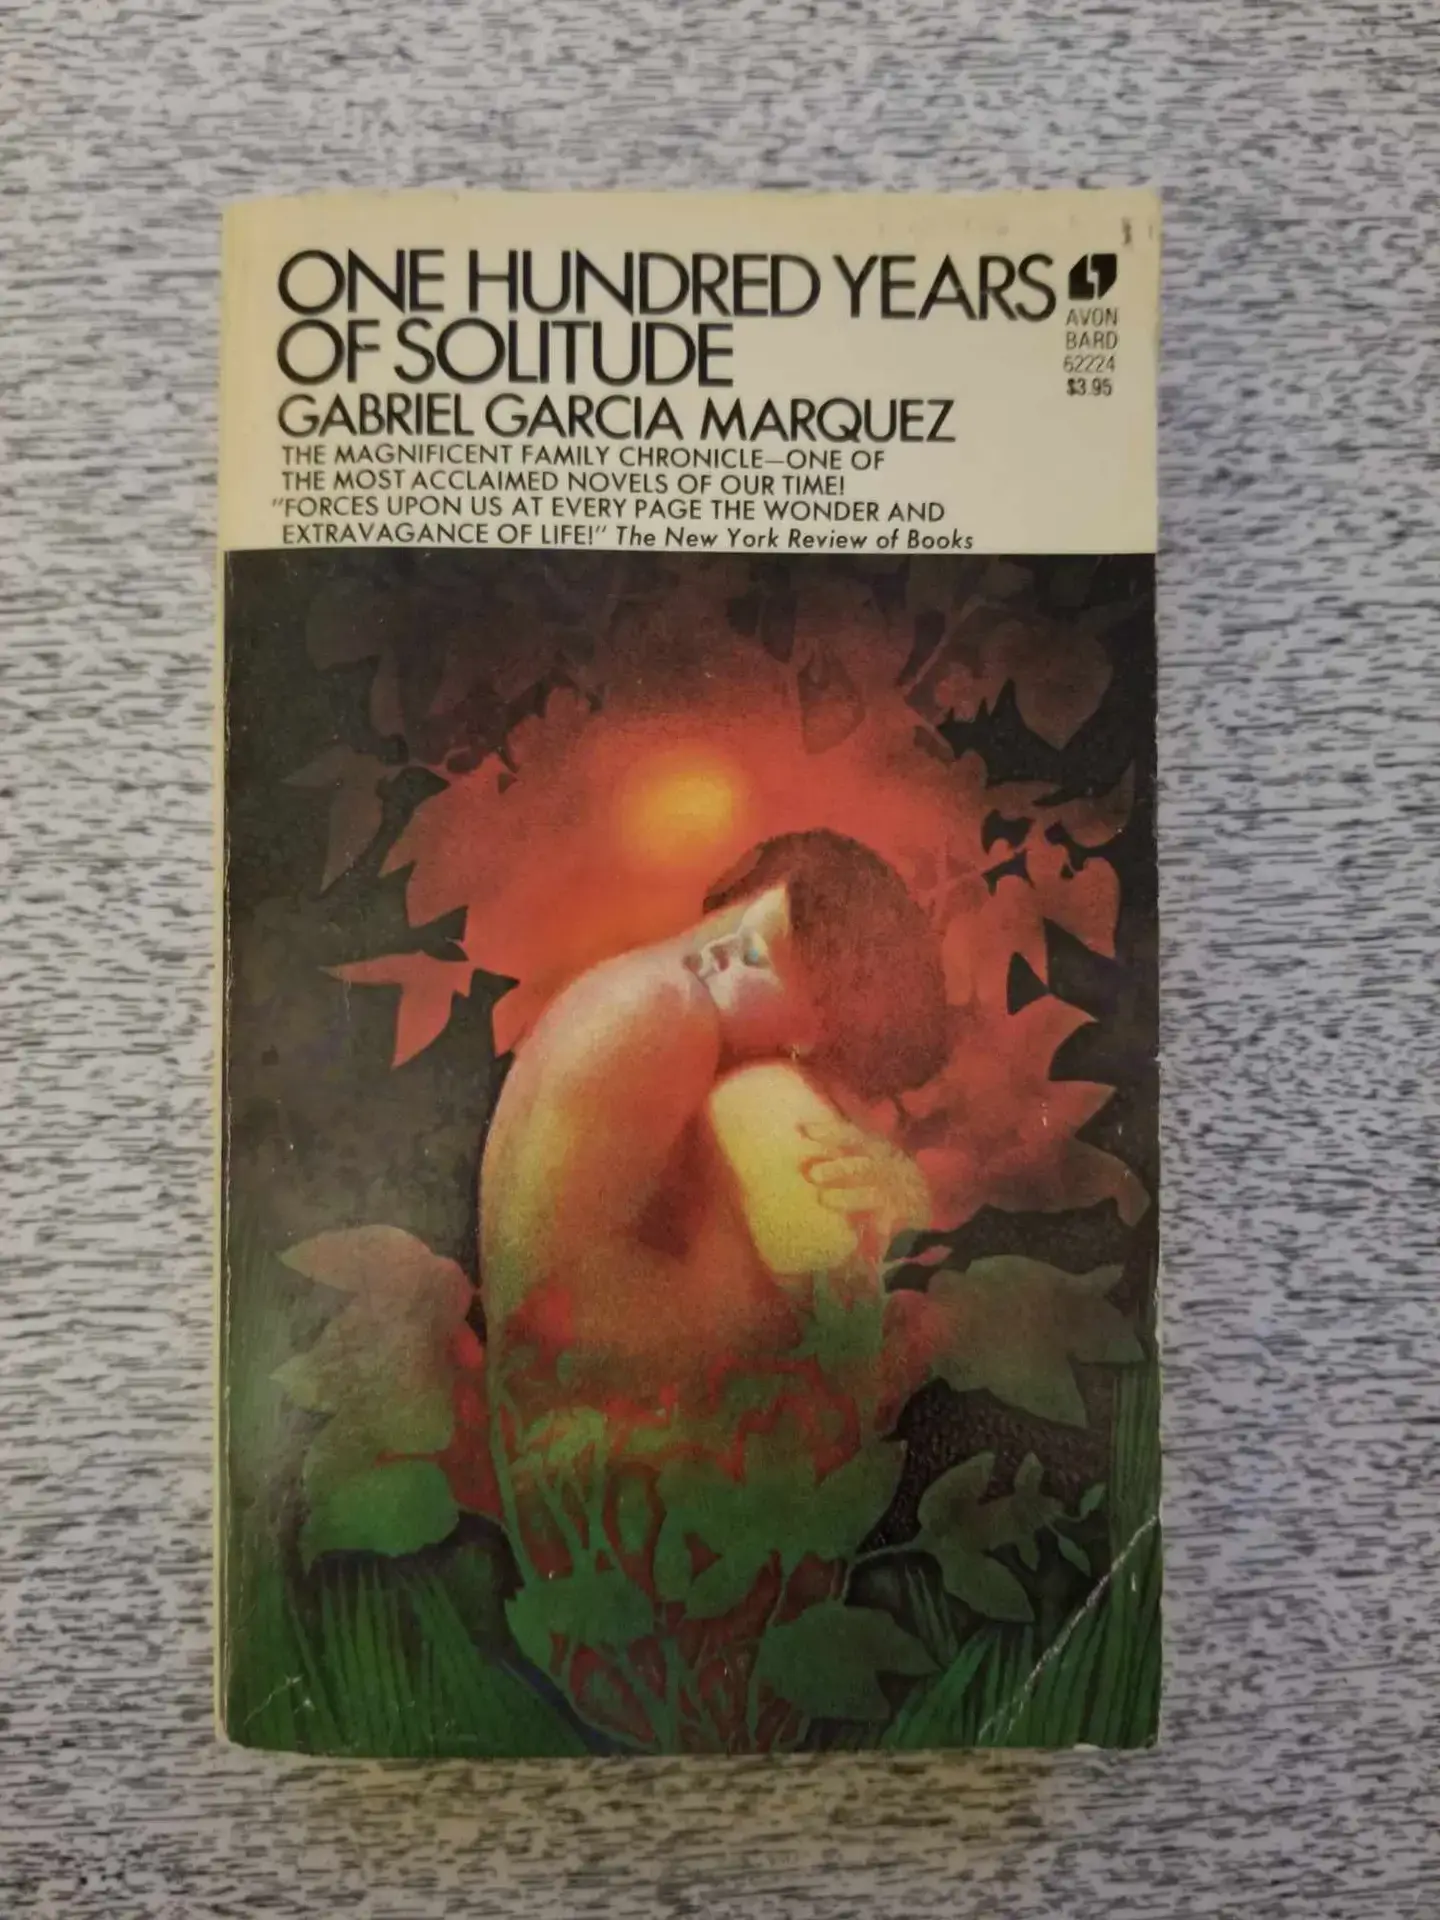 ONE HUNDRED YEARS
OF SOLITUDE
GABRIEL GARCIA MARQUEZ
THE MAGNIFICENT FAMILY CHRONICLE—ONE OF
THE MOST ACCLAIMED NOVELS OF OUR TIME!
"FORCES UPON US AT EVERY PAGE THE WONDER AND
EXTRAVAGANCE OF LIFE!" The New York Review of Books
AVON
BARD
62224
$3.95